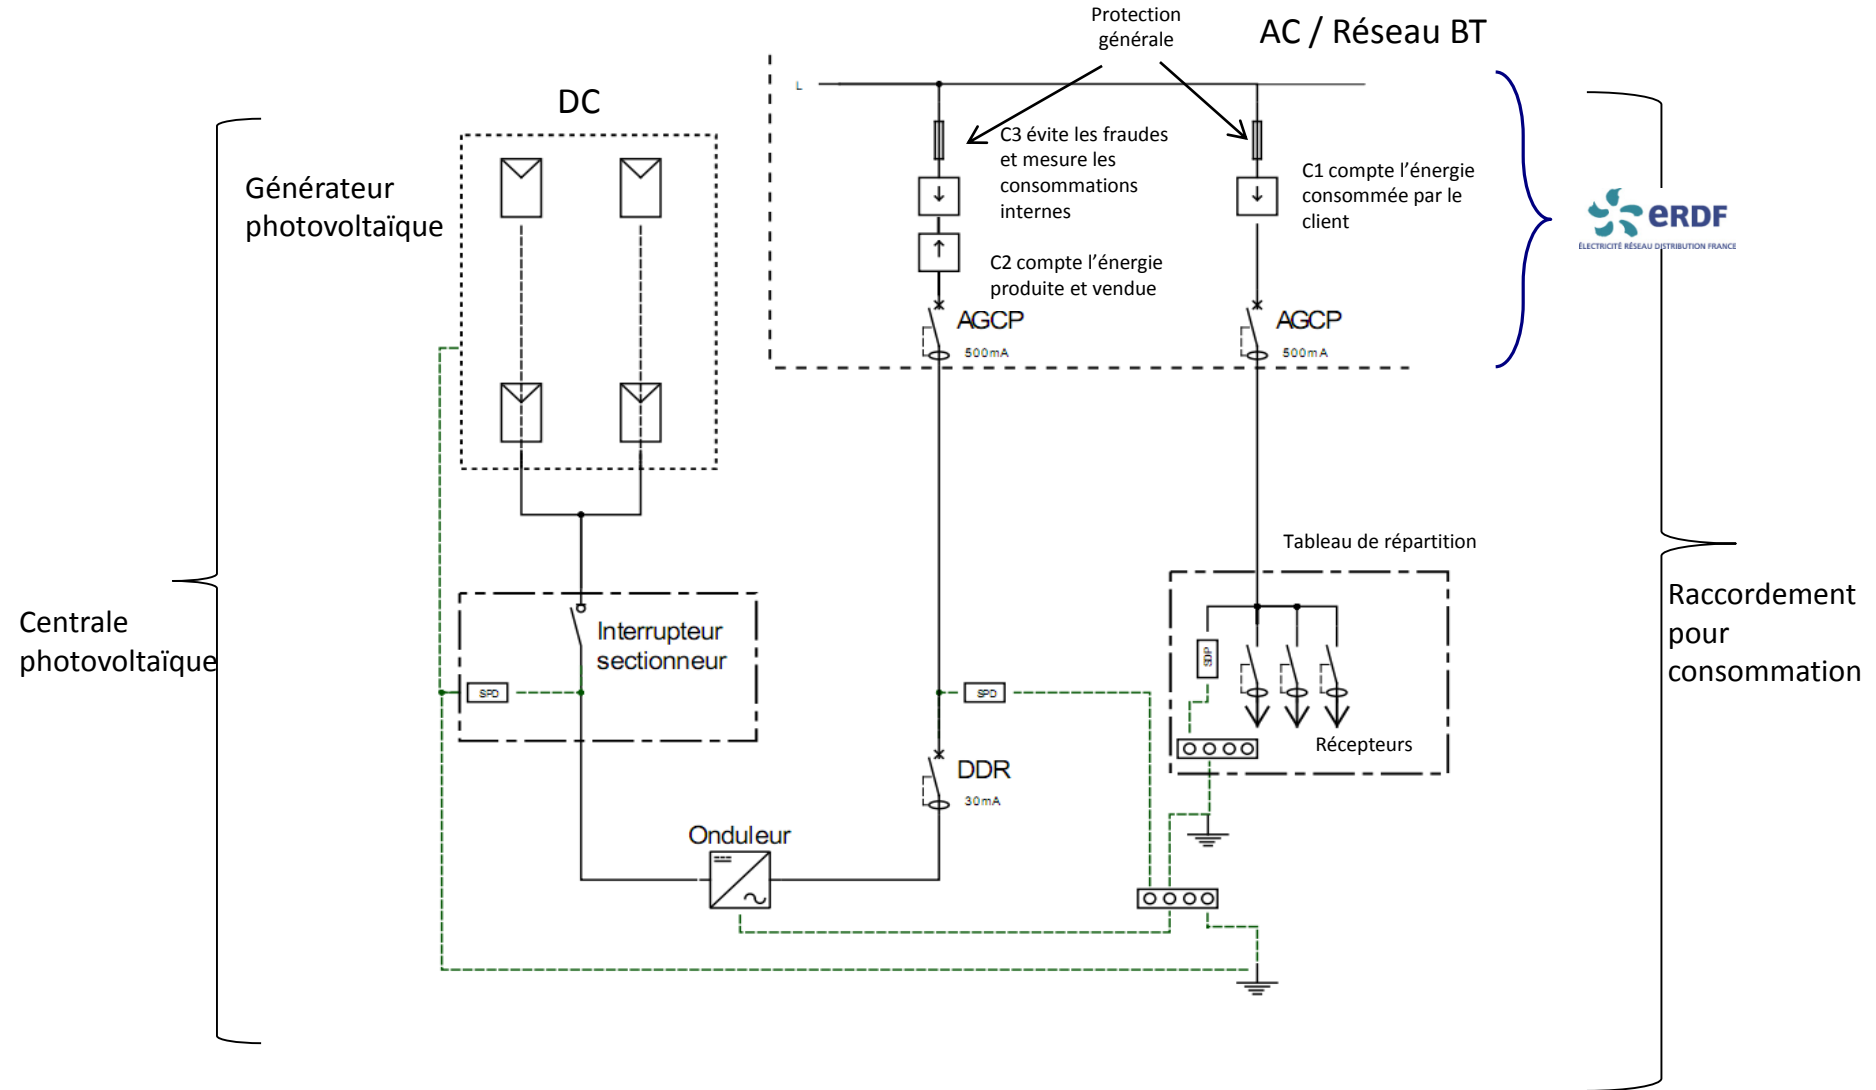 Protection
générale
AC / Réseau BT
L
DC
C3 évite les fraudes
et mesure les
consommations
internes
C1 compte l’énergie
consommée par le
client
Générateur
photovoltaïque
eRDF
ÉLECTRICITÉ RÉSEAU DISTRIBUTION FRANCE
C2 compte l’énergie
produite et vendue
AGCP
500mA
AGCP
500mA
Tableau de répartition
Centrale
photovoltaïque
Interrupteur
sectionneur
SPD
SPD
SDP
Récepteurs
Raccordement
pour
consommation
DDR
30mA
Onduleur